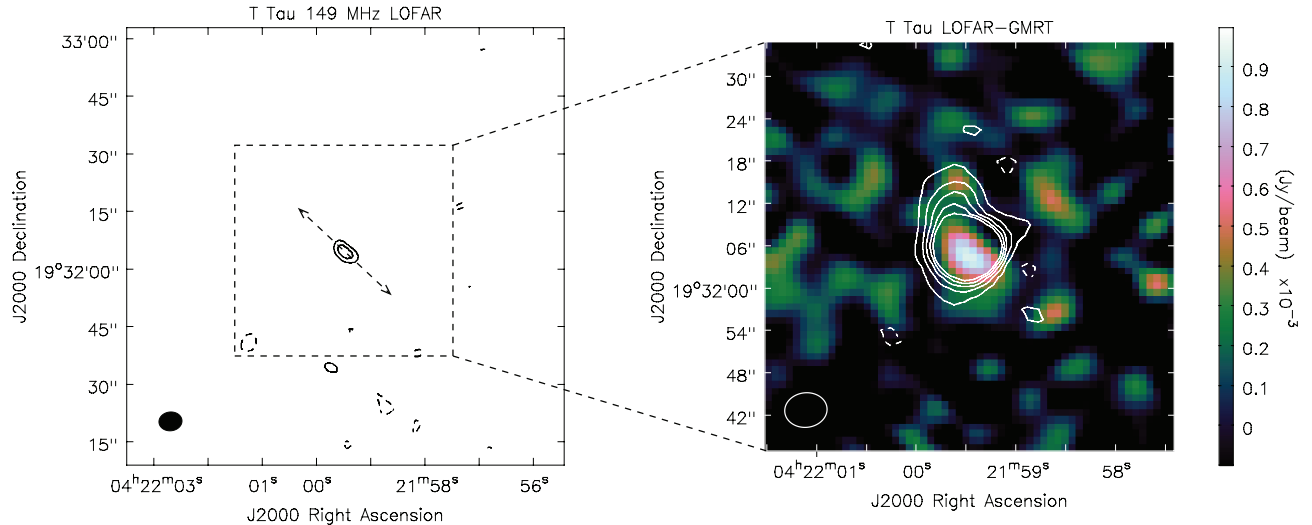 T Tau 149 MHz LOFAR
33'00"
45"
30"
15"
19°32'00"
45"
30"
15"
J2000 Declination
04ʰ22ᵐ03ˢ
01ˢ
00ˢ
21ᵐ58ˢ
56ˢ
J2000 Right Ascension
T Tau LOFAR-GMRT
30"
24"
18"
12"
06"
19°32'00"
54"
48"
42"
J2000 Declination
04ʰ22ᵐ01ˢ
00ˢ
21ᵐ59ˢ
58ˢ
J2000 Right Ascension
0.9
0.8
0.7
0.6
0.5
0.4
0.3
0.2
0.1
0
(Jy/beam) x10⁻³